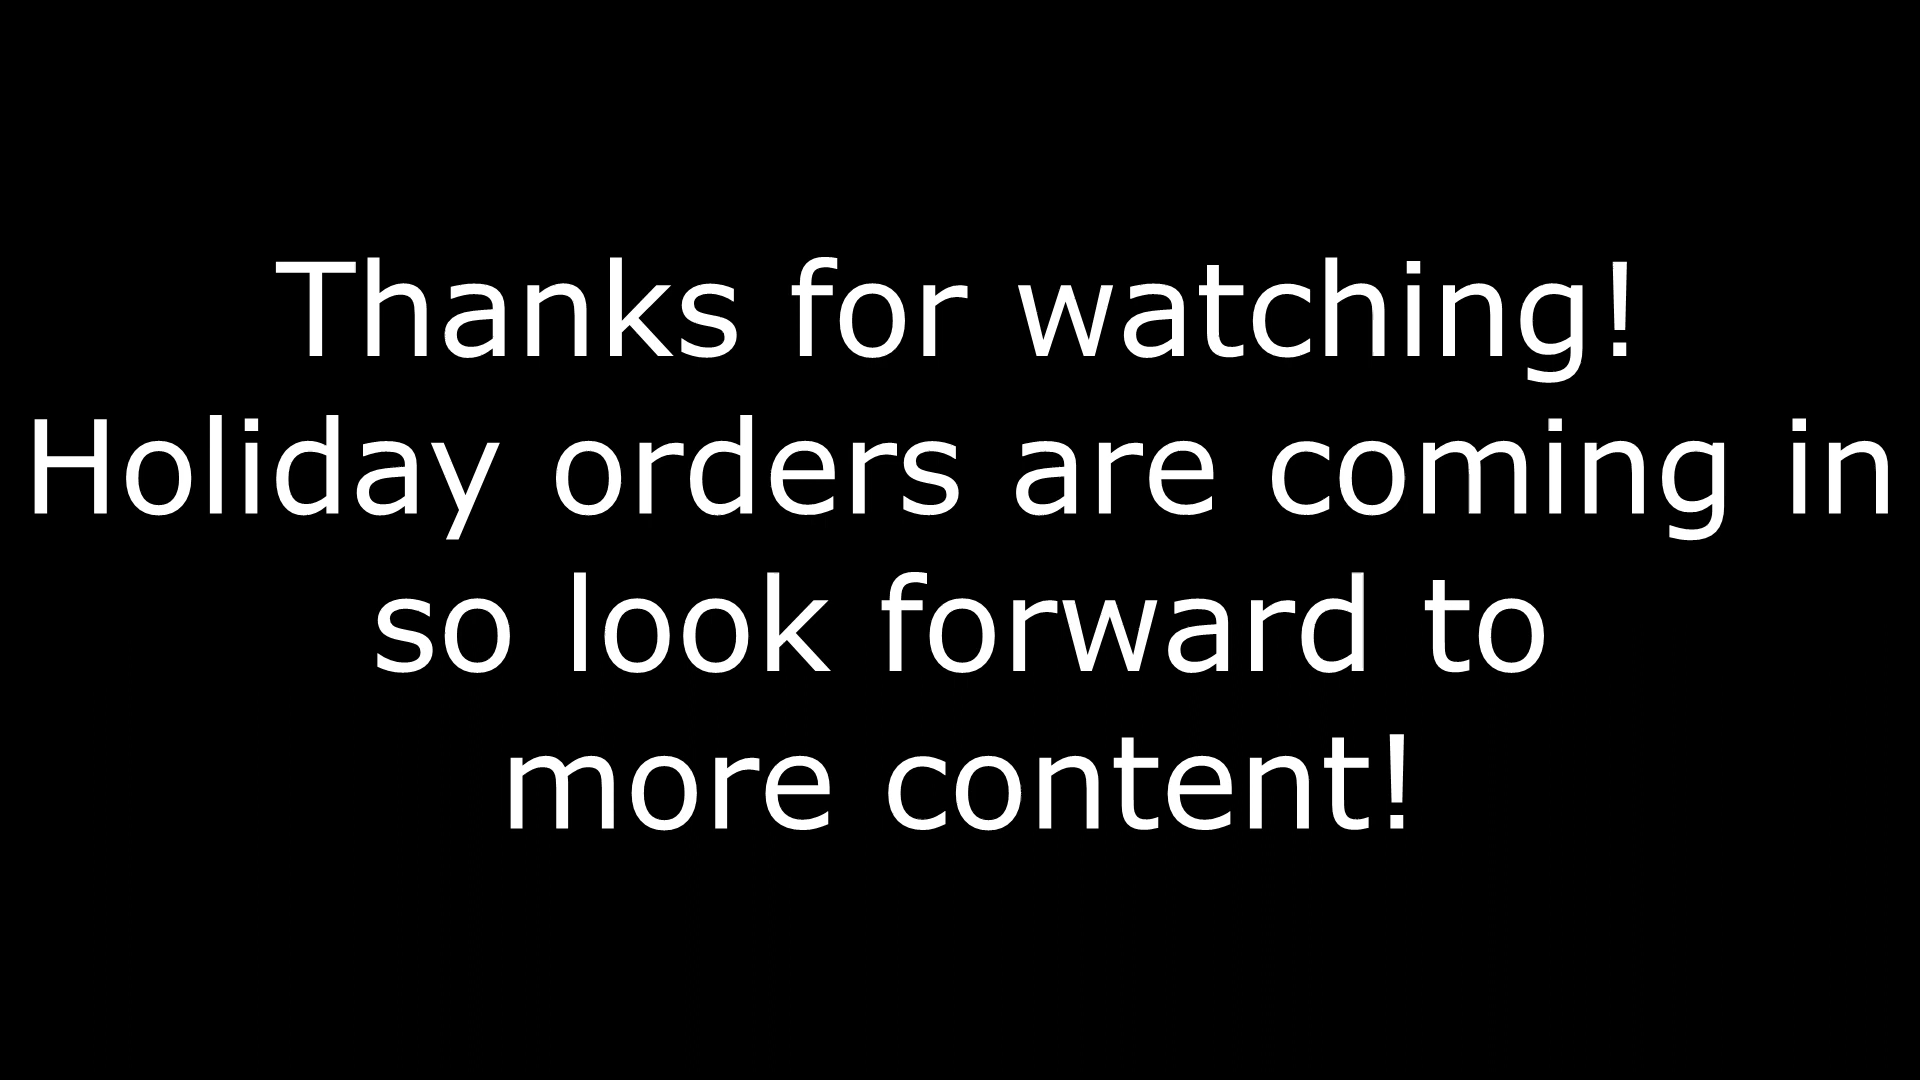 Thanks for watching!
Holiday orders are coming in
so look forward to
more content!